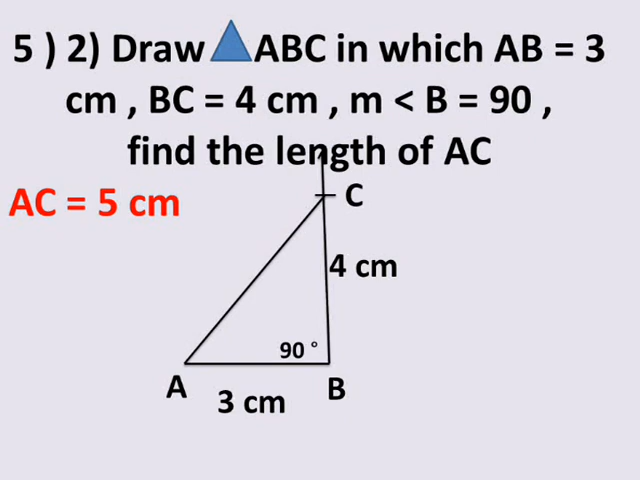 5 ) 2) Draw ABC in which AB = 3
cm , BC = 4 cm , m < B = 90 ,
find the length of AC
AC = 5 cm
C
4 cm
90 °
A
B
3 cm